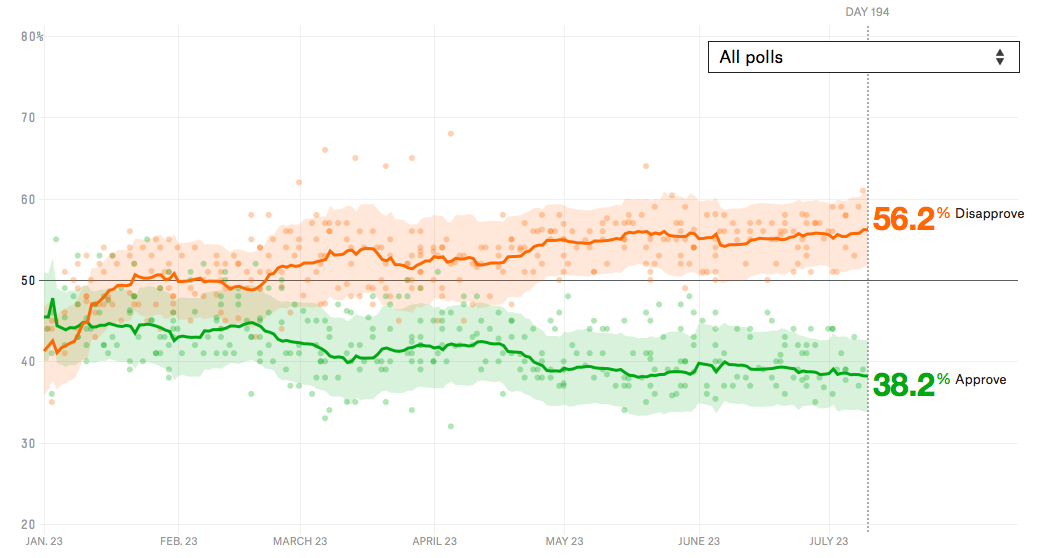 DAY 194
80%
All polls
70
60
56.2% Disapprove
50
40
38.2% Approve
30
20
JAN. 23 FEB. 23 MARCH 23 APRIL 23 MAY 23 JUNE 23 JULY 23